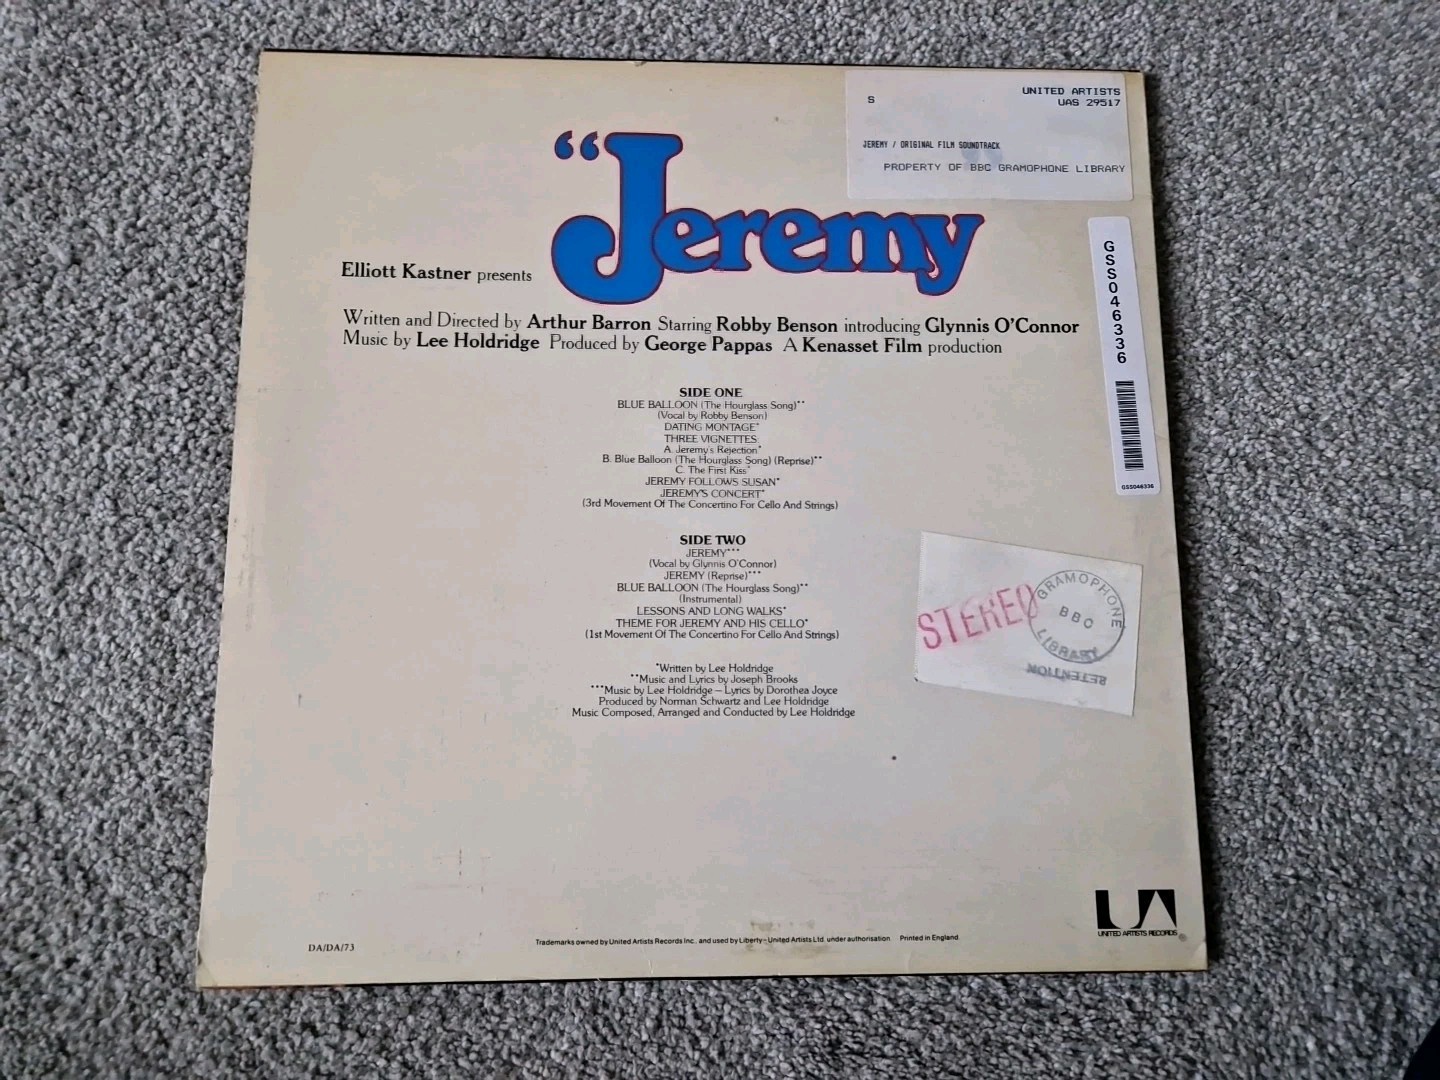 UNITED ARTISTS
S
UAS 29517
JEREMY / ORIGINAL FILM SOUNDTRACK
PROPERTY OF BBC GRAMOPHONE LIBRARY
"Jeremy
Elliott Kastner presents
Written and Directed by Arthur Barron Starring Robby Benson introducing Glynnis O'Connor
Music by Lee Holdridge Produced by George Pappas A Kenasset Film production
GSS046336
GSS046336
SIDE ONE
BLUE BALLOON (The Hourglass Song)**
(Vocal by Robby Benson)
DATING MONTAGE*
THREE VIGNETTES
A. Jeremy's Rejection*
B. Blue Balloon (The Hourglass Song) (Reprise)**
C. The First Kiss*
JEREMY FOLLOWS SUSAN*
JEREMY'S CONCERT*
(3rd Movement Of The Concertino For Cello And Strings)
SIDE TWO
JEREMY***
(Vocal by Glynnis O'Connor)
JEREMY (Reprise)***
BLUE BALLOON (The Hourglass Song)**
(Instrumental)
LESSONS AND LONG WALKS*
THEME FOR JEREMY AND HIS CELLO*
(1st Movement Of The Concertino For Cello And Strings)
STEREO
GRAMOPHONE
BBC
LIBRARY
RETENTION
*Written by Lee Holdridge
**Music and Lyrics by Joseph Brooks
***Music by Lee Holdridge – Lyrics by Dorothea Joyce
Produced by Norman Schwartz and Lee Holdridge
Music Composed, Arranged and Conducted by Lee Holdridge
UA
UNITED ARTISTS RECORDS
DA/DA/73
Trademarks owned by United Artists Records Inc., and used by Liberty-United Artists Ltd. under authorisation. Printed in England.